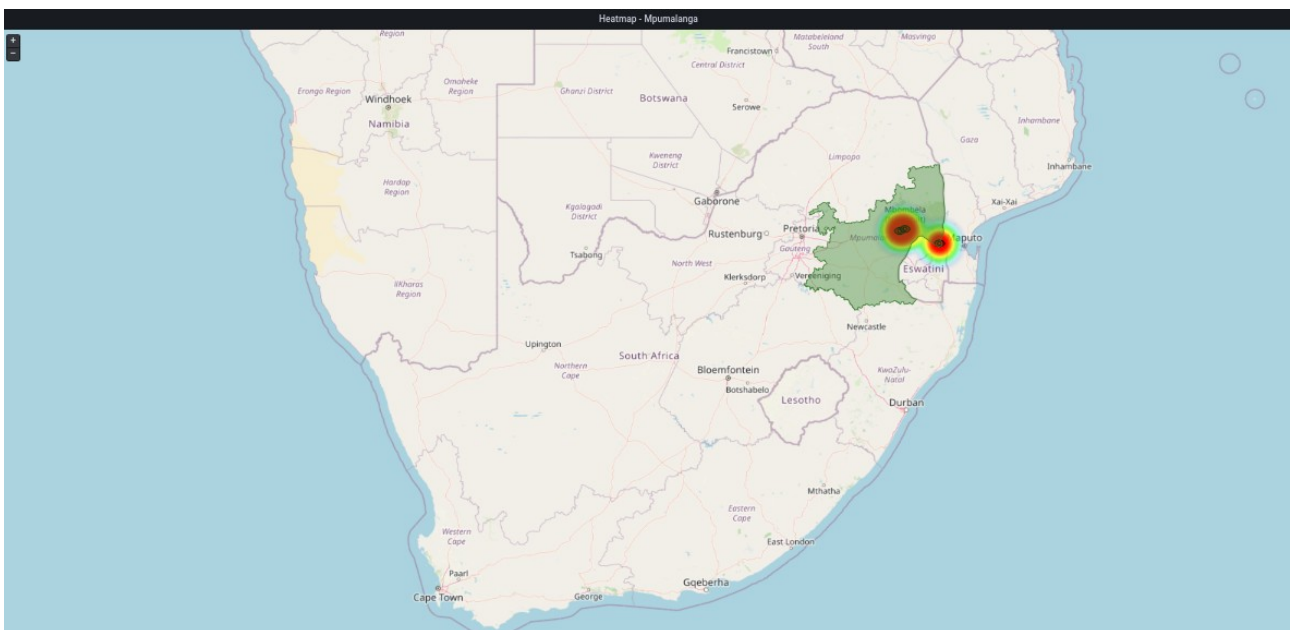 Heatmap - Mpumalanga
+
−
Region
Matabeleland
South
Masvingo
Francistown
Central District
Omaheke
Region
Erongo Region
Windhoek
Ghanzi District
Botswana
Serowe
Namibia
Inhambane
Gaza
Kweneng
District
Limpopo
Inhambane
Hardap
Region
Gaborone
Xai-Xai
Kgalagadi
District
Rustenburg
Pretoria
Gauteng
Tsabong
North West
Eswatini
Klerksdorp
Vereeniging
ǁKharas
Region
Newcastle
Upington
South Africa
Northern
Cape
Bloemfontein
Botshabelo
KwaZulu-
Natal
Lesotho
Durban
Mthatha
Eastern
Cape
Western
Cape
East London
Paarl
Gqeberha
Cape Town
George